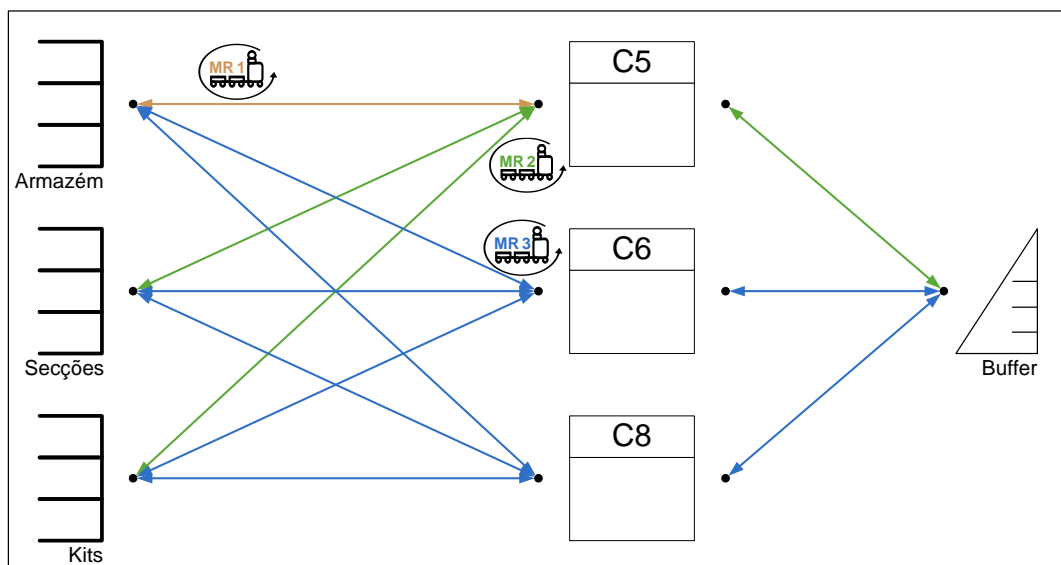 MR 1
C5
Armazém
MR 2
MR 3
C6
Secções
Buffer
C8
Kits